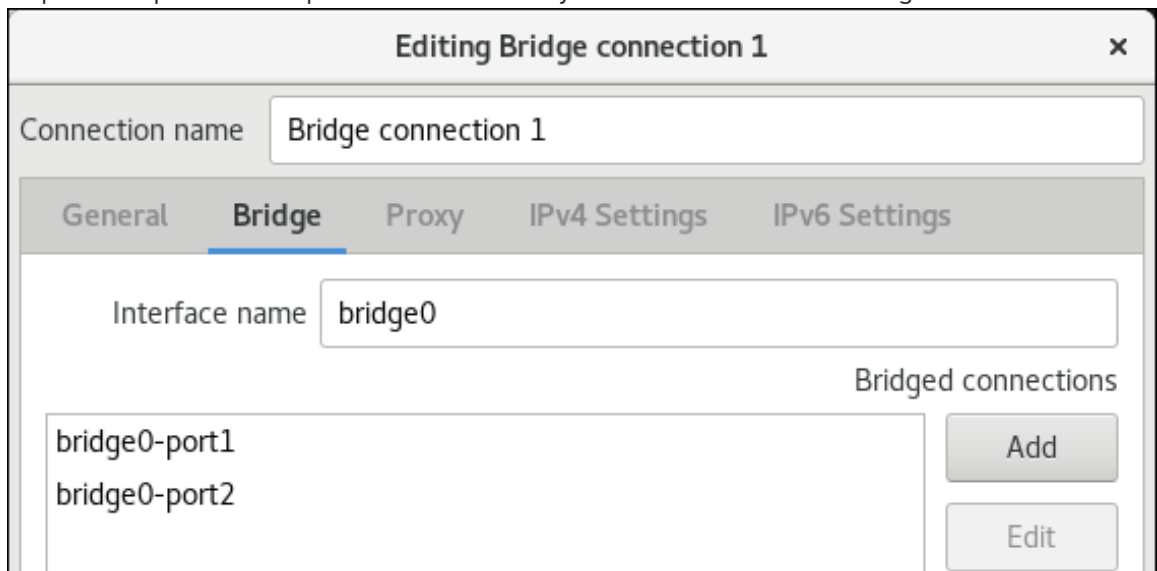 Editing Bridge connection 1 ×
Connection name Bridge connection 1
General Bridge Proxy IPv4 Settings IPv6 Settings
Interface name bridge0
Bridged connections
bridge0-port1
Add
bridge0-port2
Edit